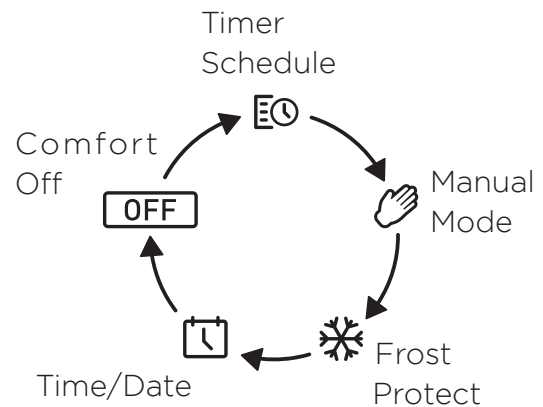 Timer
Schedule
Comfort
Off
OFF
Manual
Mode
Frost
Protect
Time/Date